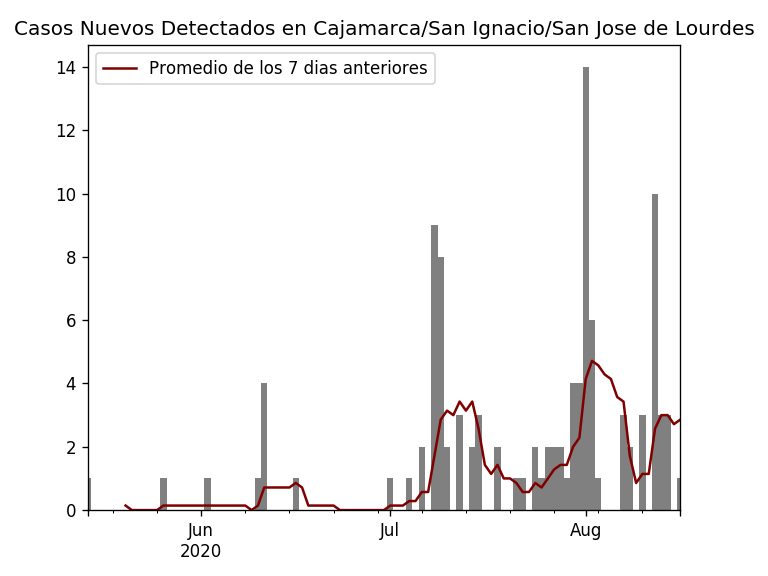 Casos Nuevos Detectados en Cajamarca/San Ignacio/San Jose de Lourdes
Promedio de los 7 dias anteriores
14
12
10
8
6
4
2
0
Jun
2020
Jul
Aug